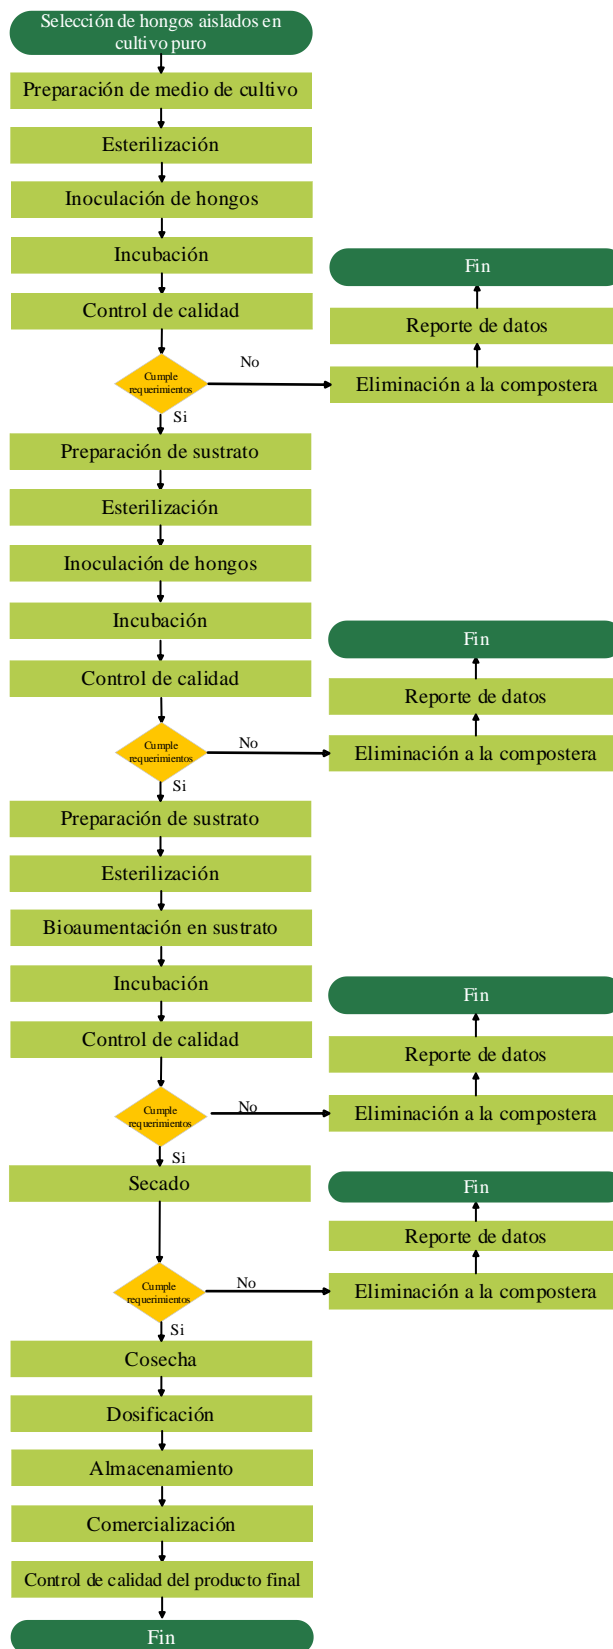 Selección de hongos aislados en
cultivo puro
Preparación de medio de cultivo
Esterilización
Inoculación de hongos
Incubación
Fin
Control de calidad
Reporte de datos
Cumple
requerimientos
No
Eliminación a la compostera
Si
Preparación de sustrato
Esterilización
Inoculación de hongos
Incubación
Fin
Control de calidad
Reporte de datos
Cumple
requerimientos
No
Eliminación a la compostera
Si
Preparación de sustrato
Esterilización
Bioaumentación en sustrato
Incubación
Fin
Control de calidad
Reporte de datos
Cumple
requerimientos
No
Eliminación a la compostera
Si
Secado
Fin
Reporte de datos
Cumple
requerimientos
No
Eliminación a la compostera
Si
Cosecha
Dosificación
Almacenamiento
Comercialización
Control de calidad del producto final
Fin